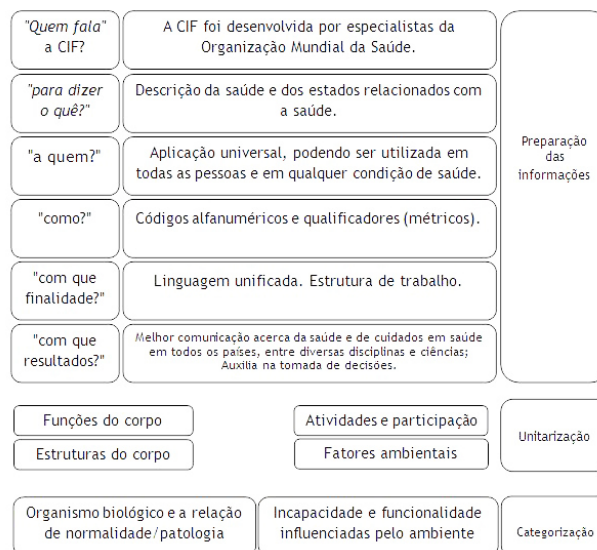 "Quem fala"
a CIF?
A CIF foi desenvolvida por especialistas da
Organização Mundial da Saúde.
"para dizer
o quê?"
Descrição da saúde e dos estados relacionados com
a saúde.
"a quem?"
Aplicação universal, podendo ser utilizada em
todas as pessoas e em qualquer condição de saúde.
"como?"
Códigos alfanuméricos e qualificadores (métricos).
"com que
finalidade?"
Linguagem unificada. Estrutura de trabalho.
"com que
resultados?"
Melhor comunicação acerca da saúde e de cuidados em saúde
em todos os países, entre diversas disciplinas e ciências;
Auxilia na tomada de decisões.
Preparação
das
informações
Funções do corpo
Atividades e participação
Estruturas do corpo
Fatores ambientais
Unitarização
Organismo biológico e a relação
de normalidade/patologia
Incapacidade e funcionalidade
influenciadas pelo ambiente
Categorização